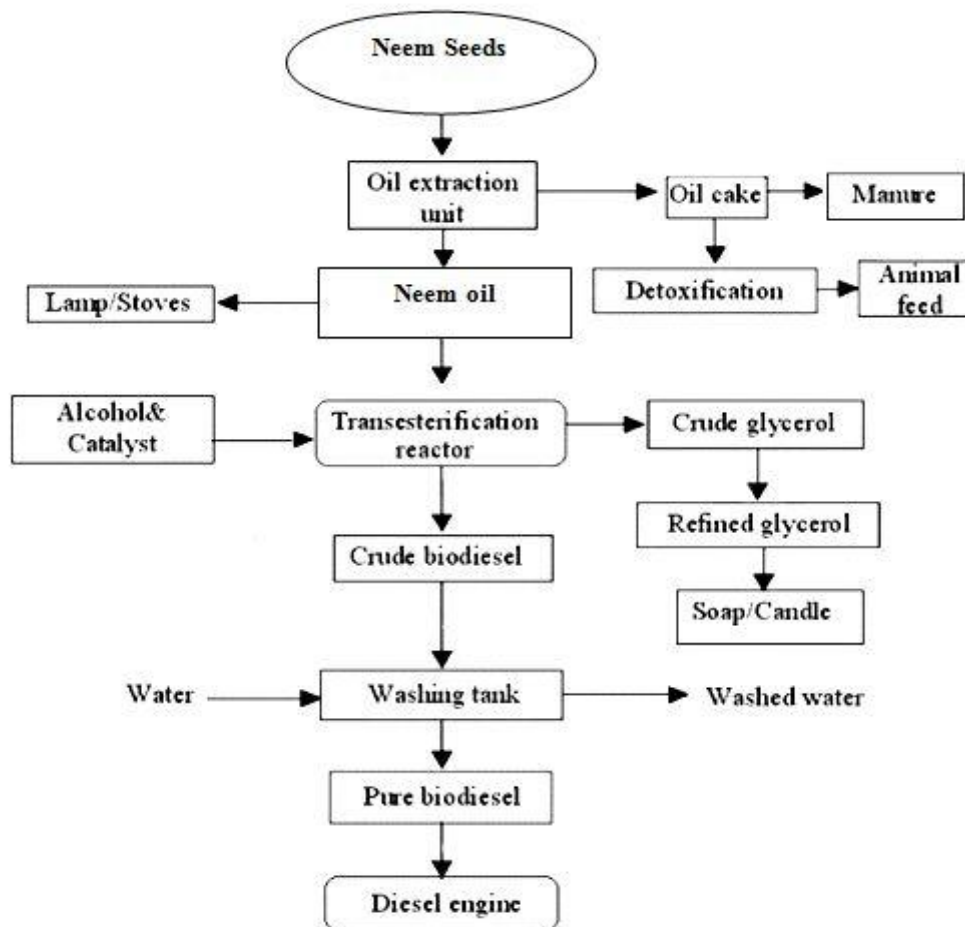 Neem Seeds
Oil extraction
unit
Oil cake
Manure
Neem oil
Lamp/Stoves
Detoxification
Animal
feed
Alcohol&
Catalyst
Transesterification
reactor
Crude glycerol
Refined glycerol
Crude biodiesel
Soap/Candle
Water
Washing tank
Washed water
Pure biodiesel
Diesel engine